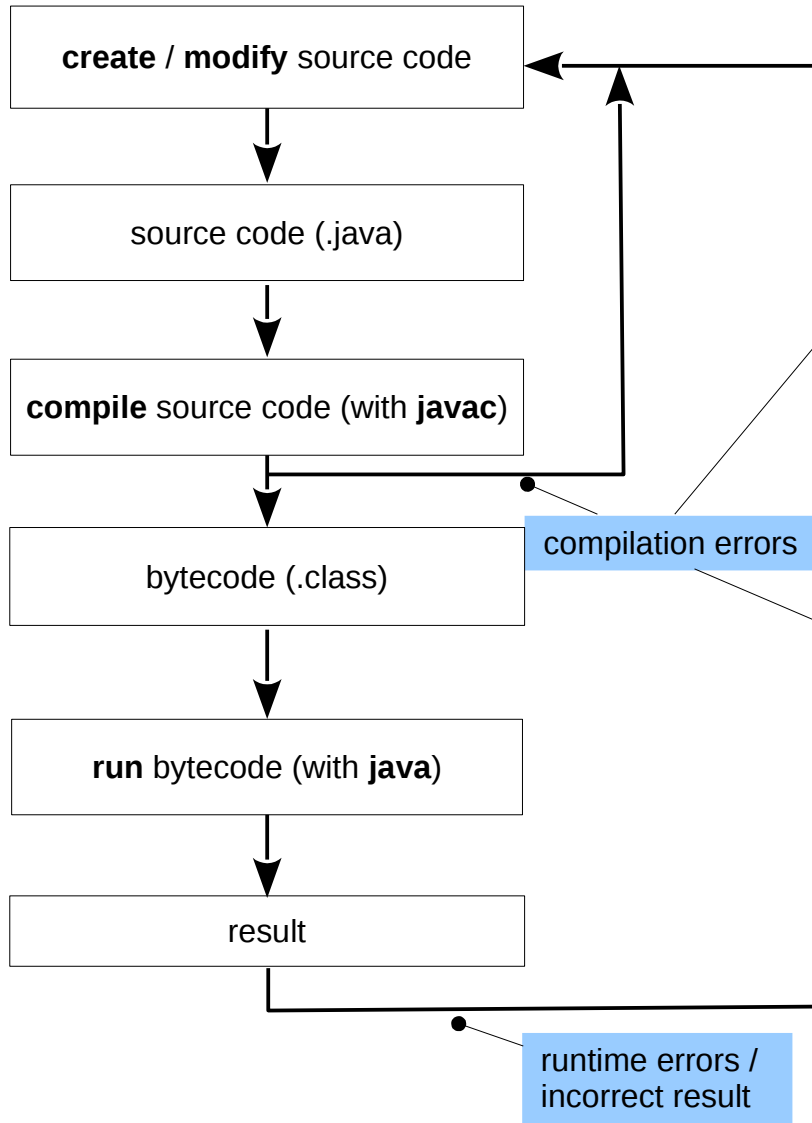 create / modify source code
source code (.java)
compile source code (with javac)
compilation errors
bytecode (.class)
run bytecode (with java)
result
runtime errors /
incorrect result